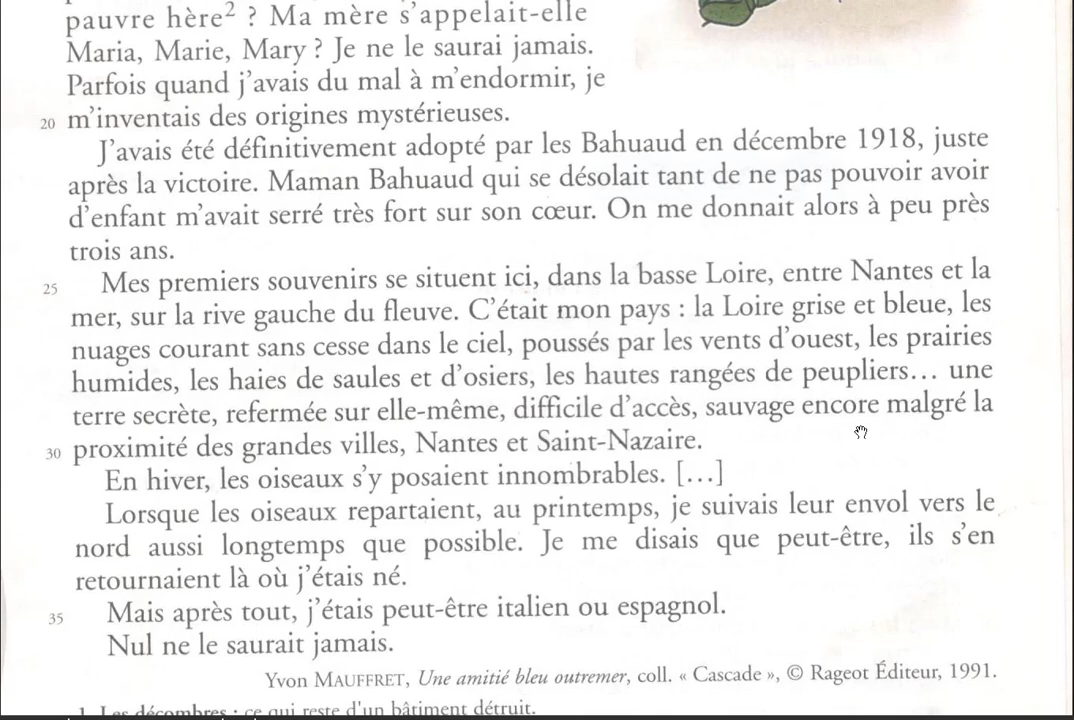 pauvre hère2 ? Ma mère s'appelait-elle
Maria, Marie, Mary ? Je ne le saurai jamais.
Parfois quand j'avais du mal à m'endormir, je
20 m'inventais des origines mystérieuses.
J'avais été définitivement adopté par les Bahuaud en décembre 1918, juste
après la victoire. Maman Bahuaud qui se désolait tant de ne pas pouvoir avoir
d'enfant m'avait serré très fort sur son cœur. On me donnait alors à peu près
trois ans.
25 Mes premiers souvenirs se situent ici, dans la basse Loire, entre Nantes et la
mer, sur la rive gauche du fleuve. C'était mon pays : la Loire grise et bleue, les
nuages courant sans cesse dans le ciel, poussés par les vents d'ouest, les prairies
humides, les haies de saules et d'osiers, les hautes rangées de peupliers... une
terre secrète, refermée sur elle-même, difficile d'accès, sauvage encore malgré la
30 proximité des grandes villes, Nantes et Saint-Nazaire.
En hiver, les oiseaux s'y posaient innombrables. [...]
Lorsque les oiseaux repartaient, au printemps, je suivais leur envol vers le
nord aussi longtemps que possible. Je me disais que peut-être, ils s'en
retournaient là où j'étais né.
35 Mais après tout, j'étais peut-être italien ou espagnol.
Nul ne le saurait jamais.
Yvon MAUFFRET, Une amitié bleu outremer, coll. « Cascade », © Rageot Éditeur, 1991.
1. Les décombres : ce qui reste d'un bâtiment détruit.